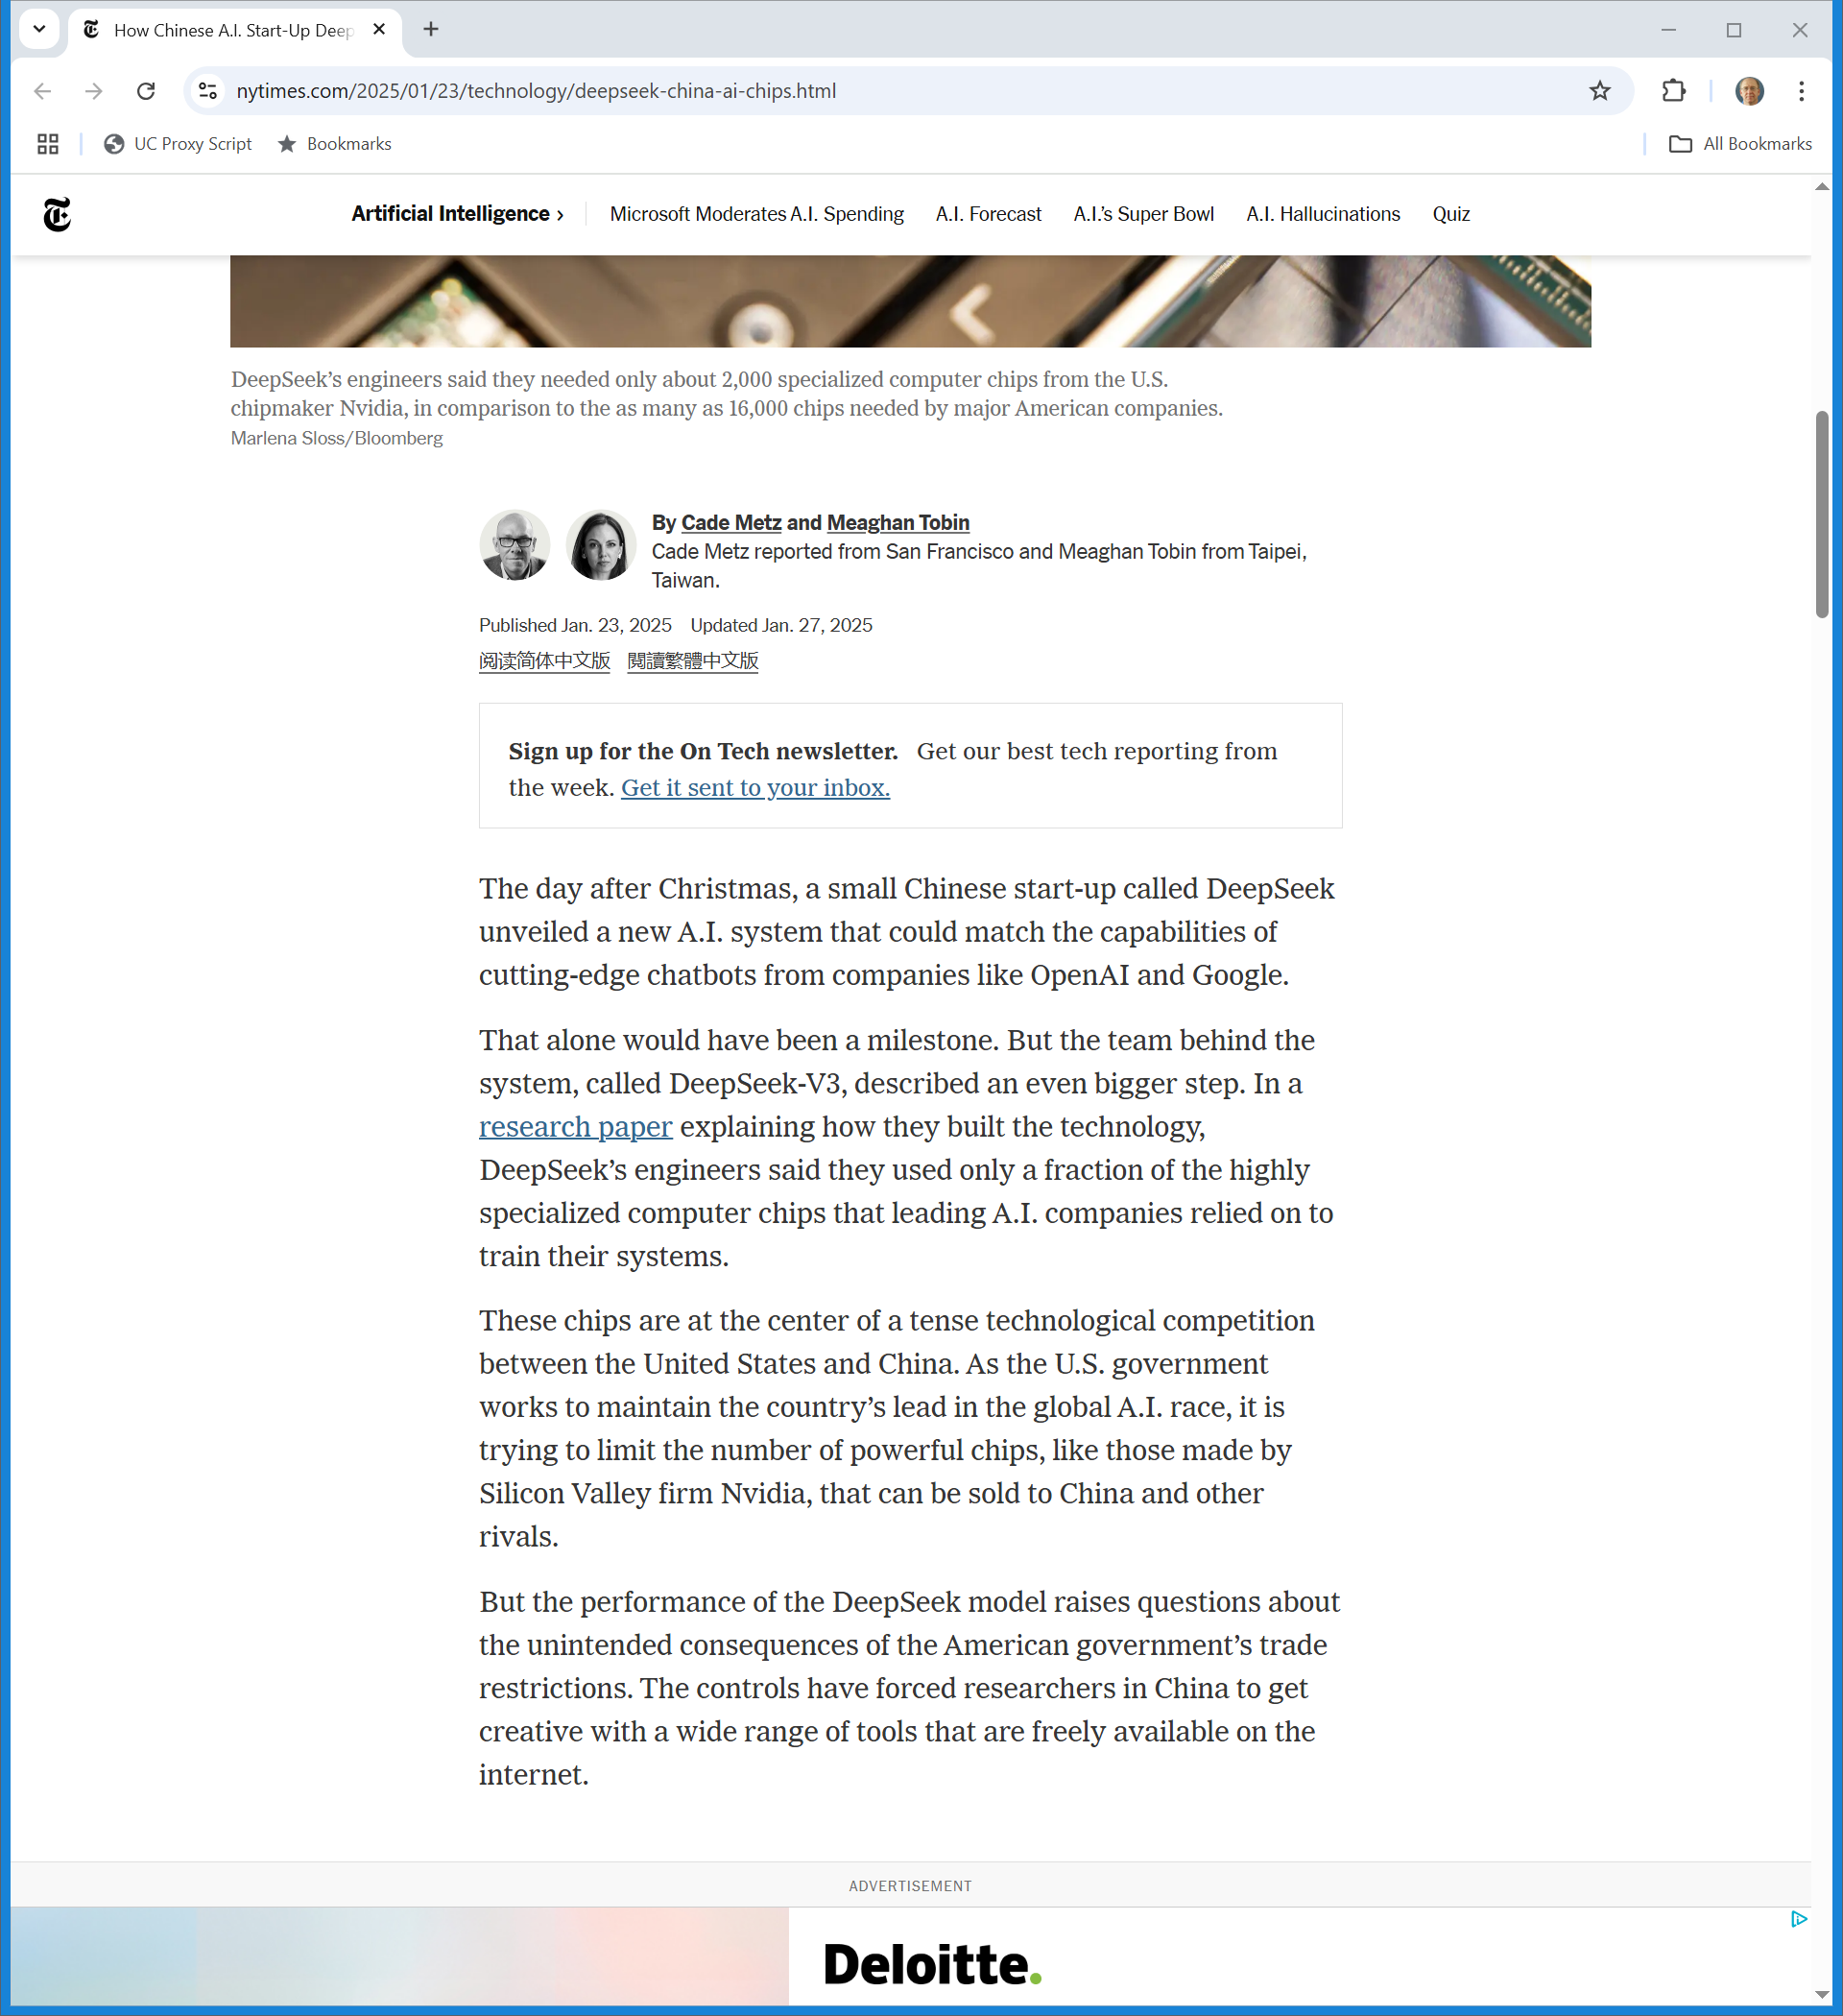 How Chinese A.I. Start-Up Deep
nytimes.com/2025/01/23/technology/deepseek-china-ai-chips.html
UC Proxy Script
Bookmarks
All Bookmarks
Artificial Intelligence ›
Microsoft Moderates A.I. Spending
A.I. Forecast
A.I.'s Super Bowl
A.I. Hallucinations
Quiz
DeepSeek’s engineers said they needed only about 2,000 specialized computer chips from the U.S.
chipmaker Nvidia, in comparison to the as many as 16,000 chips needed by major American companies.
Marlena Sloss/Bloomberg
By Cade Metz and Meaghan Tobin
Cade Metz reported from San Francisco and Meaghan Tobin from Taipei,
Taiwan.
Published Jan. 23, 2025 Updated Jan. 27, 2025
阅读简体中文版 閱讀繁體中文版
Sign up for the On Tech newsletter. Get our best tech reporting from
the week. Get it sent to your inbox.
The day after Christmas, a small Chinese start-up called DeepSeek
unveiled a new A.I. system that could match the capabilities of
cutting-edge chatbots from companies like OpenAI and Google.
That alone would have been a milestone. But the team behind the
system, called DeepSeek-V3, described an even bigger step. In a
research paper explaining how they built the technology,
DeepSeek’s engineers said they used only a fraction of the highly
specialized computer chips that leading A.I. companies relied on to
train their systems.
These chips are at the center of a tense technological competition
between the United States and China. As the U.S. government
works to maintain the country’s lead in the global A.I. race, it is
trying to limit the number of powerful chips, like those made by
Silicon Valley firm Nvidia, that can be sold to China and other
rivals.
But the performance of the DeepSeek model raises questions about
the unintended consequences of the American government’s trade
restrictions. The controls have forced researchers in China to get
creative with a wide range of tools that are freely available on the
internet.
ADVERTISEMENT
Deloitte.